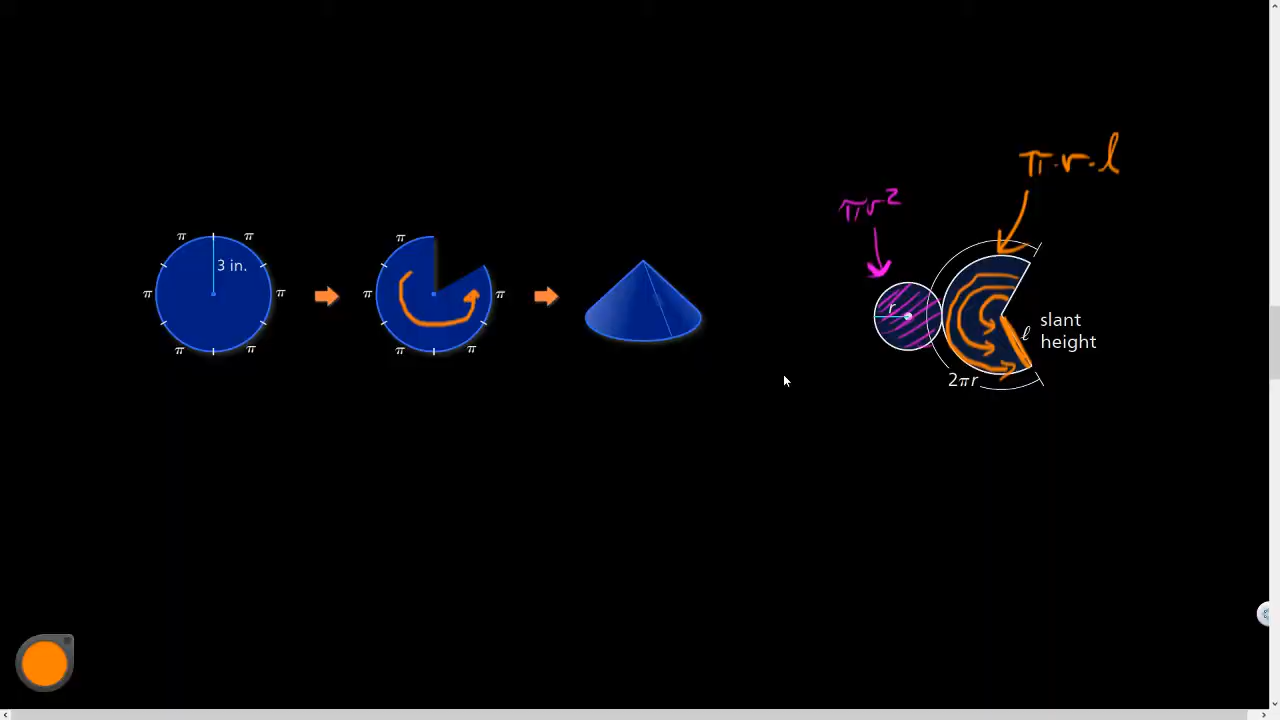 π π
3 in.
π π
π π
π
π π
π π
πr²
r
π·r·l
ℓ
slant
height
2πr